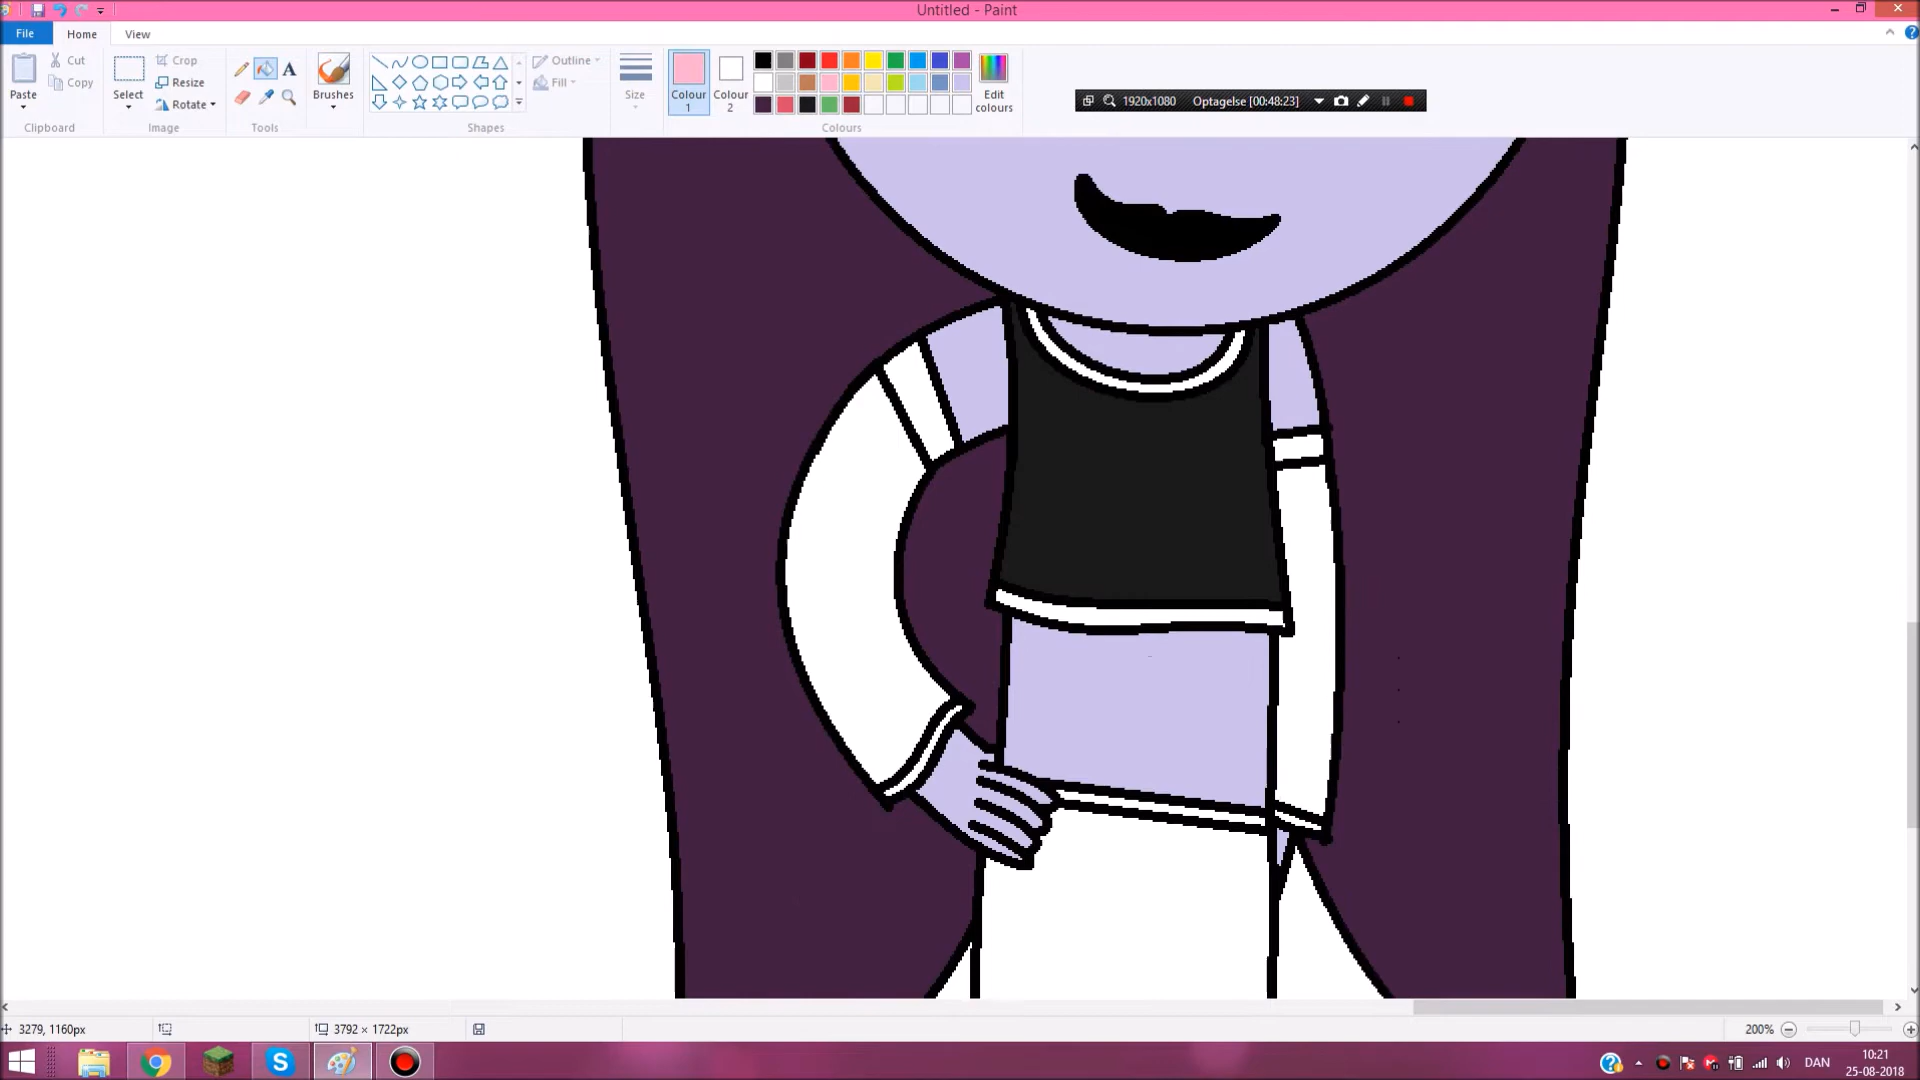 Untitled - Paint
File Home View
Paste
Cut
Copy
Clipboard
Select
Crop
Resize
Rotate
Image
A
Tools
Brushes
Outline
Fill
Shapes
Size
Colour 1
Colour 2
Edit colours
Colours
1920x1080 Optagelse [00:48:23]
3279, 1160px
3792 × 1722px
200%
DAN
10:21
25-08-2018